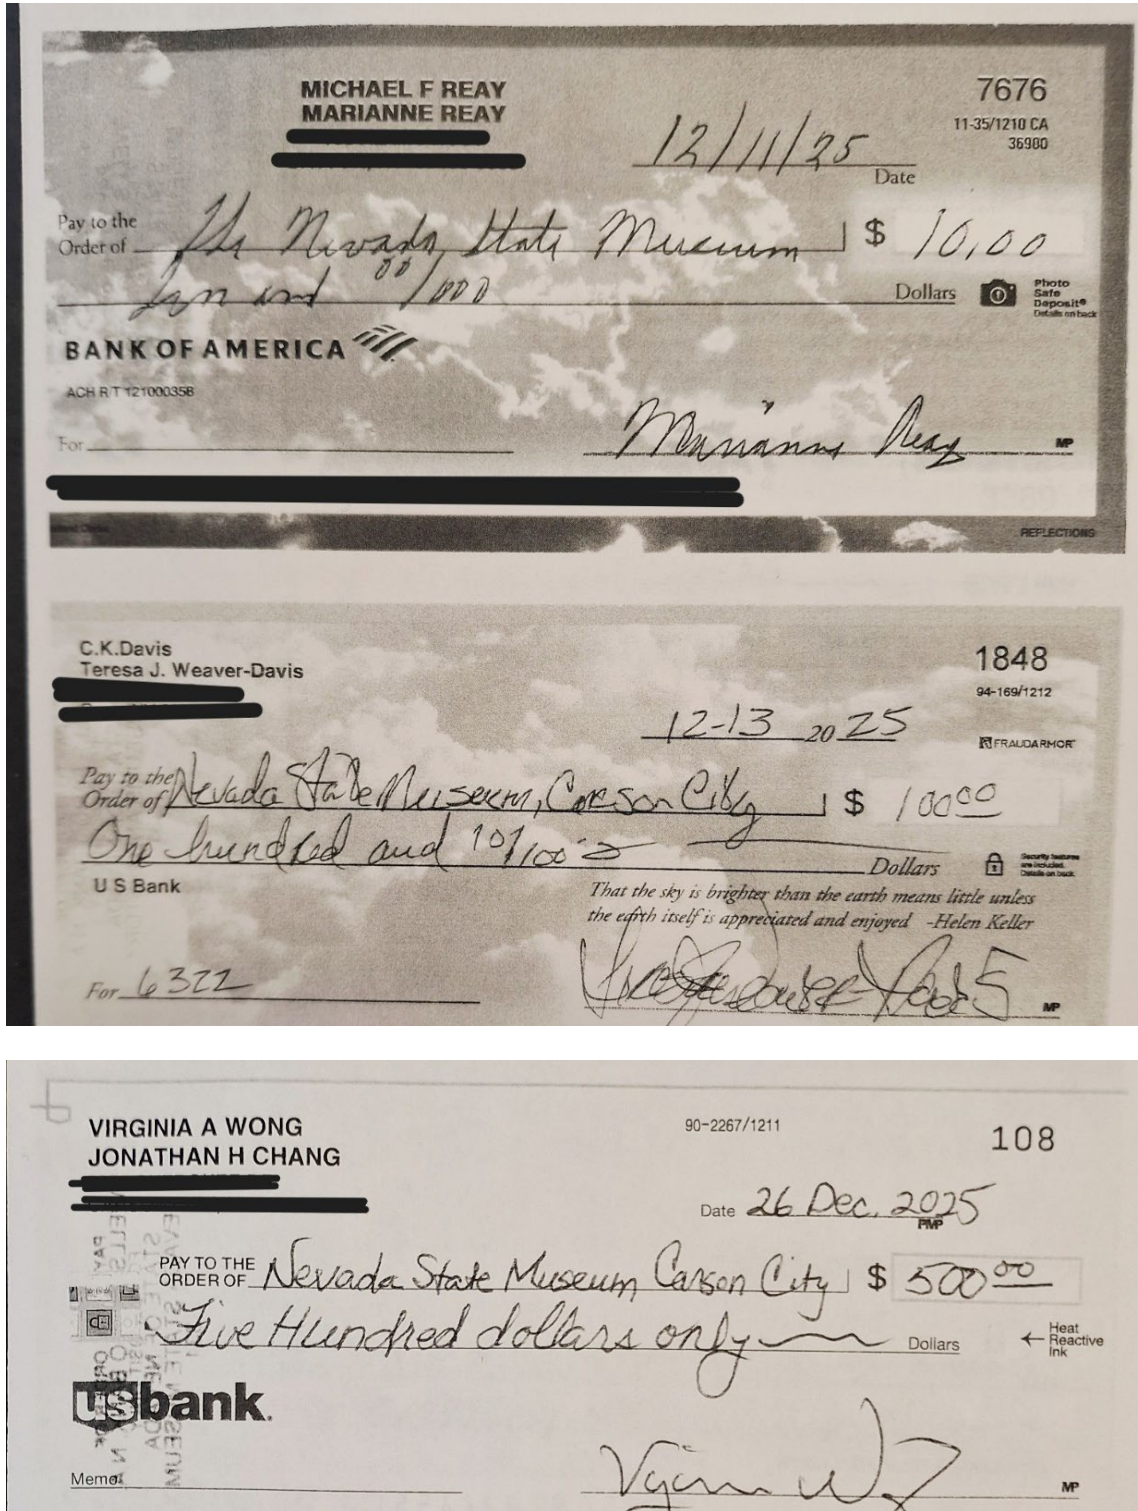 MICHAEL F REAY
MARIANNE REAY
7676
11-35/1210 CA
36980
12/11/25
Date
Pay to the
Order of The Nevada State Museum $ 10,00
and 00/000 Dollars
Photo
Safe
Deposit®
Details on back
BANK OF AMERICA
ACH R/T 121000358
For
Marianne Reay
MP
REFLECTIONS
C.K.Davis
Teresa J. Weaver-Davis
1848
94-169/1212
12-13 2025
FRAUDARMOR
Pay to the
Order of Nevada State Museum, Carson City $ 100 00
One hundred and Dollars
Security features
are included.
Details on back.
US Bank
That the sky is brighter than the earth means little unless
the earth itself is appreciated and enjoyed -Helen Keller
For 6322
MP
VIRGINIA A WONG
JONATHAN H CHANG
90-2267/1211
108
Date 26 Dec. 2025
PAY TO THE
ORDER OF Nevada State Museum Carson City $ 500 00
Five Hundred dollars only Dollars
Heat
Reactive
Ink
usbank.
Memo
MP